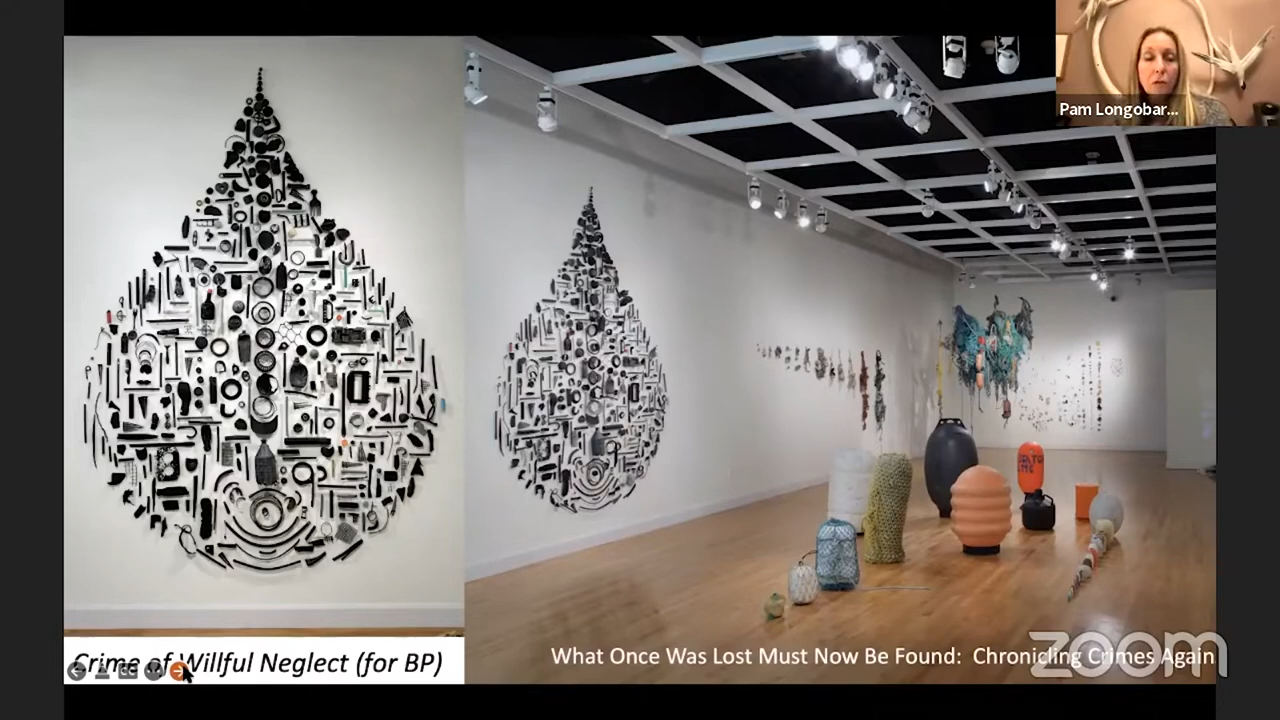 Pam Longobar...
Crime of Willful Neglect (for BP)
What Once Was Lost Must Now Be Found: Chronicling Crimes Again
zoom